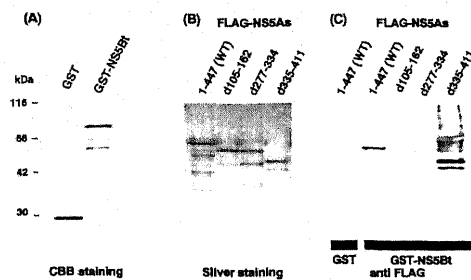 (A)
(B)
FLAG-NS5As
(C)
FLAG-NS5As
kDa
GST
GST-NS5Bt
1-447 (WT)
d105-162
d277-334
d335-411
1-447 (WT)
1-447 (WT)
d105-162
d277-334
d335-411
116
66
42
30
GST
GST-NS5Bt
CBB staining
Silver staining
anti FLAG